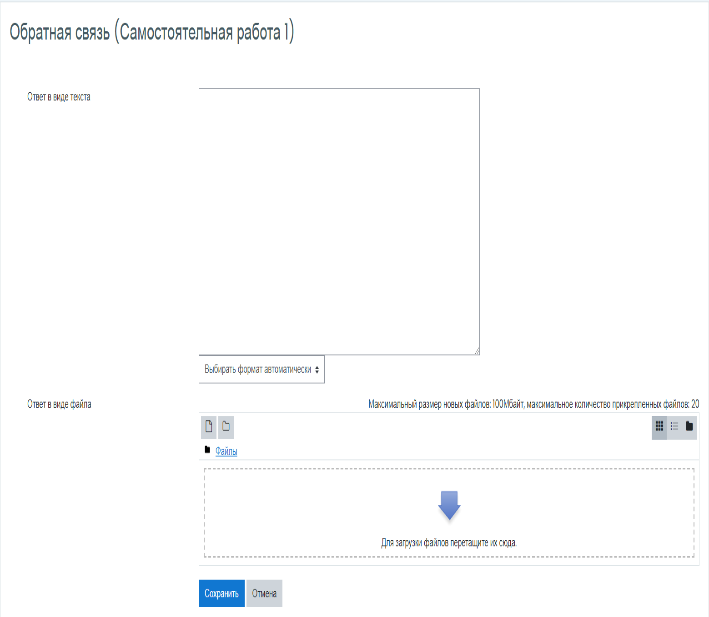 Обратная связь (Самостоятельная работа 1)
Ответ в виде текста
Выбирать формат автоматически
Ответ в виде файла
Максимальный размер новых файлов:100Мбайт, максимальное количество прикрепленных файлов: 20
Файлы
Для загрузки файлов перетащите их сюда.
Сохранить Отмена